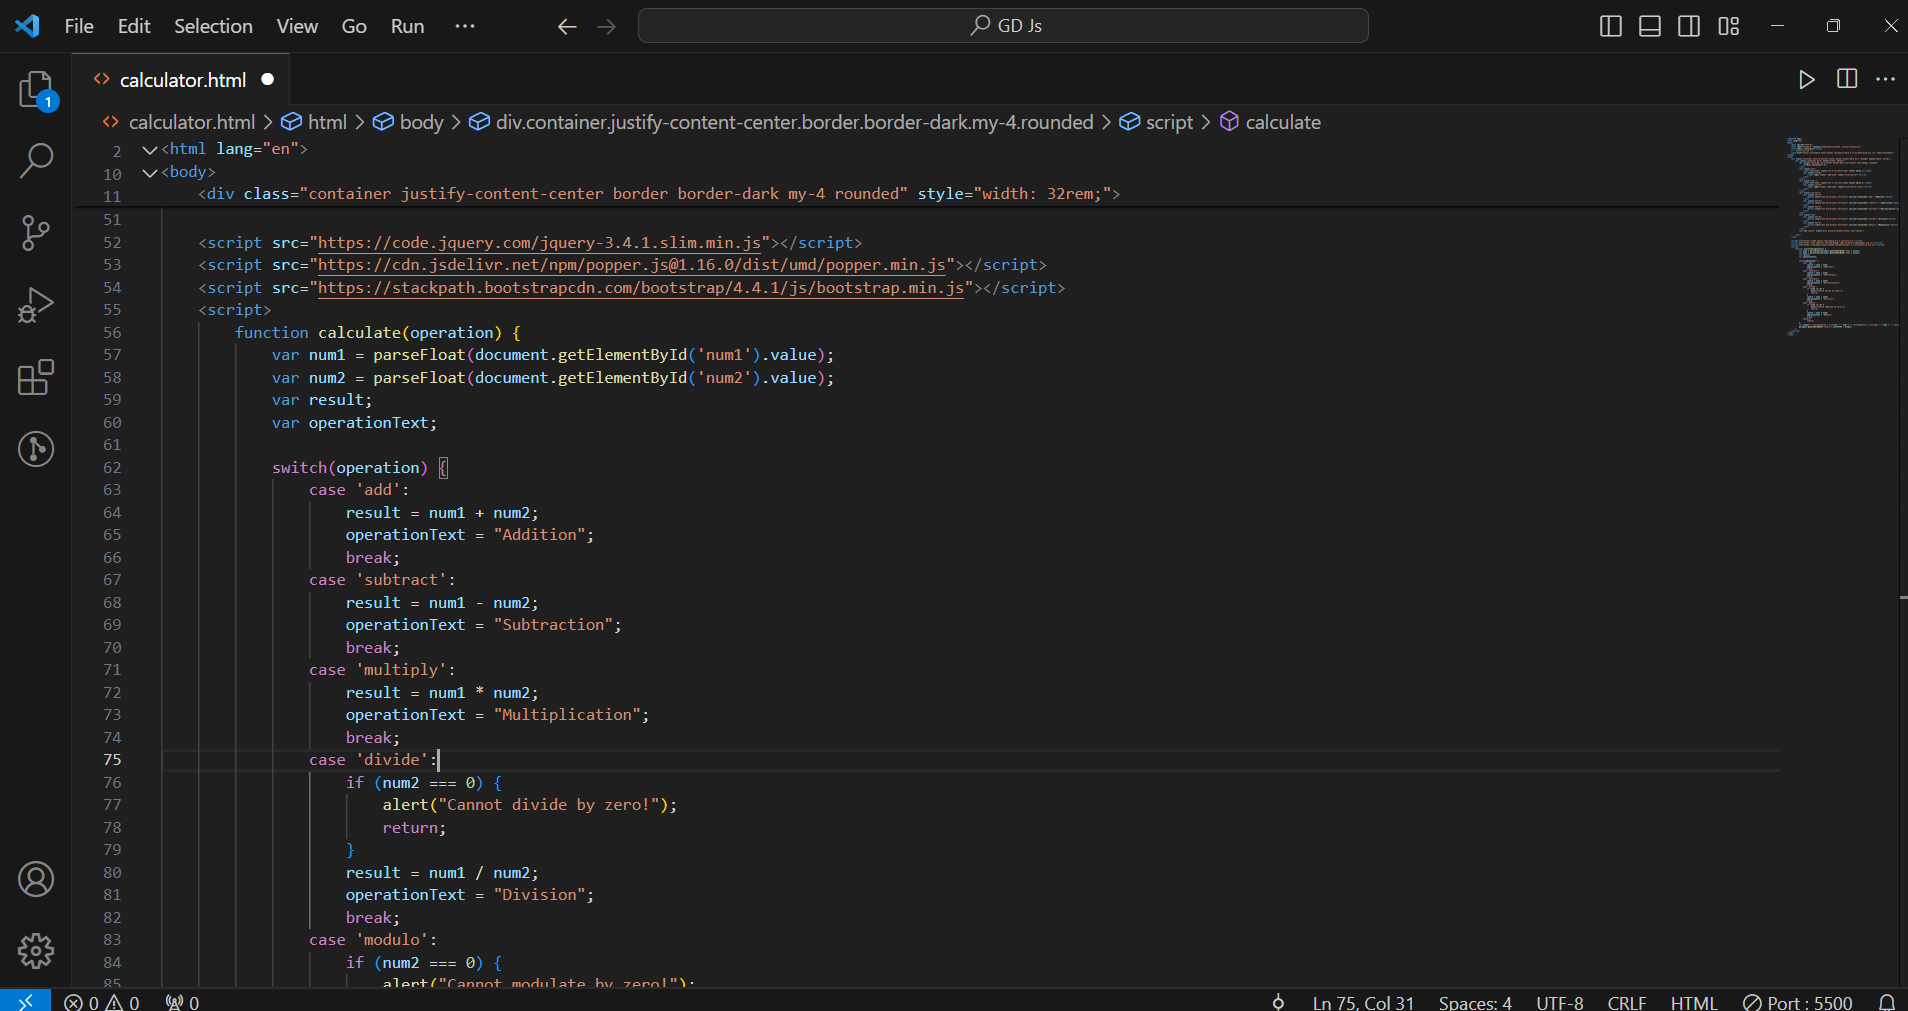 File Edit Selection View Go Run ··· GD Js
calculator.html
1
calculator.html > html > body > div.container.justify-content-center.border.border-dark.my-4.rounded > script > calculate
2 <html lang="en">
10 <body>
11 <div class="container justify-content-center border border-dark my-4 rounded" style="width: 32rem;">
51
52 <script src="https://code.jquery.com/jquery-3.4.1.slim.min.js"></script>
53 <script src="https://cdn.jsdelivr.net/npm/popper.js@1.16.0/dist/umd/popper.min.js"></script>
54 <script src="https://stackpath.bootstrapcdn.com/bootstrap/4.4.1/js/bootstrap.min.js"></script>
55 <script>
56 function calculate(operation) {
57 var num1 = parseFloat(document.getElementById('num1').value);
58 var num2 = parseFloat(document.getElementById('num2').value);
59 var result;
60 var operationText;
61
62 switch(operation) {
63 case 'add':
64 result = num1 + num2;
65 operationText = "Addition";
66 break;
67 case 'subtract':
68 result = num1 - num2;
69 operationText = "Subtraction";
70 break;
71 case 'multiply':
72 result = num1 * num2;
73 operationText = "Multiplication";
74 break;
75 case 'divide':
76 if (num2 === 0) {
77 alert("Cannot divide by zero!");
78 return;
79 }
80 result = num1 / num2;
81 operationText = "Division";
82 break;
83 case 'modulo':
84 if (num2 === 0) {
85 alert("Cannot modulate by zero!");
0 0 0 Ln 75, Col 31 Spaces: 4 UTF-8 CRLF HTML Port : 5500